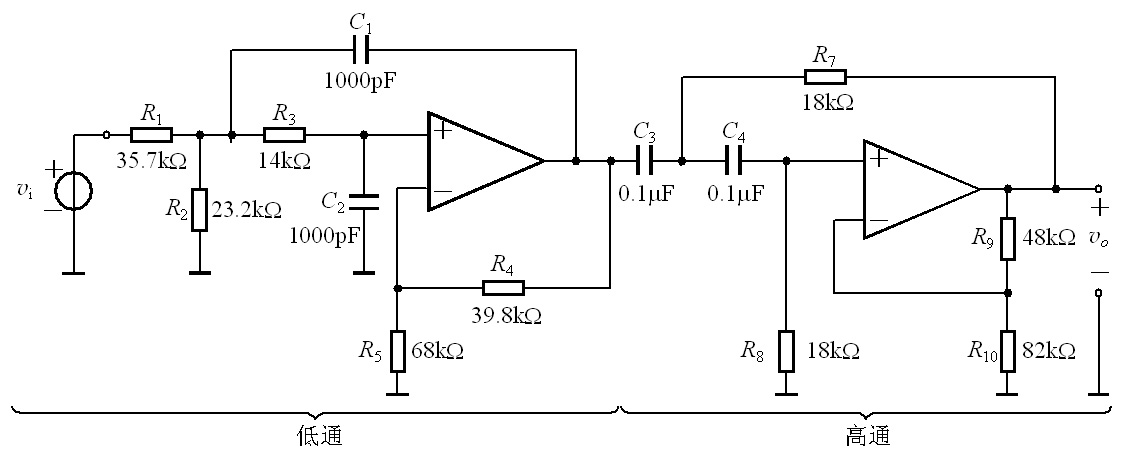 C₁
1000pF
R₁
35.7kΩ
R₃
14kΩ
R₂
23.2kΩ
C₂
1000pF
+
−
vᵢ
+
−
R₄
39.8kΩ
R₅
68kΩ
C₃
0.1μF
C₄
0.1μF
R₇
18kΩ
+
−
R₈
18kΩ
R₉
48kΩ
R₁₀
82kΩ
+
vₒ
−
低通
高通